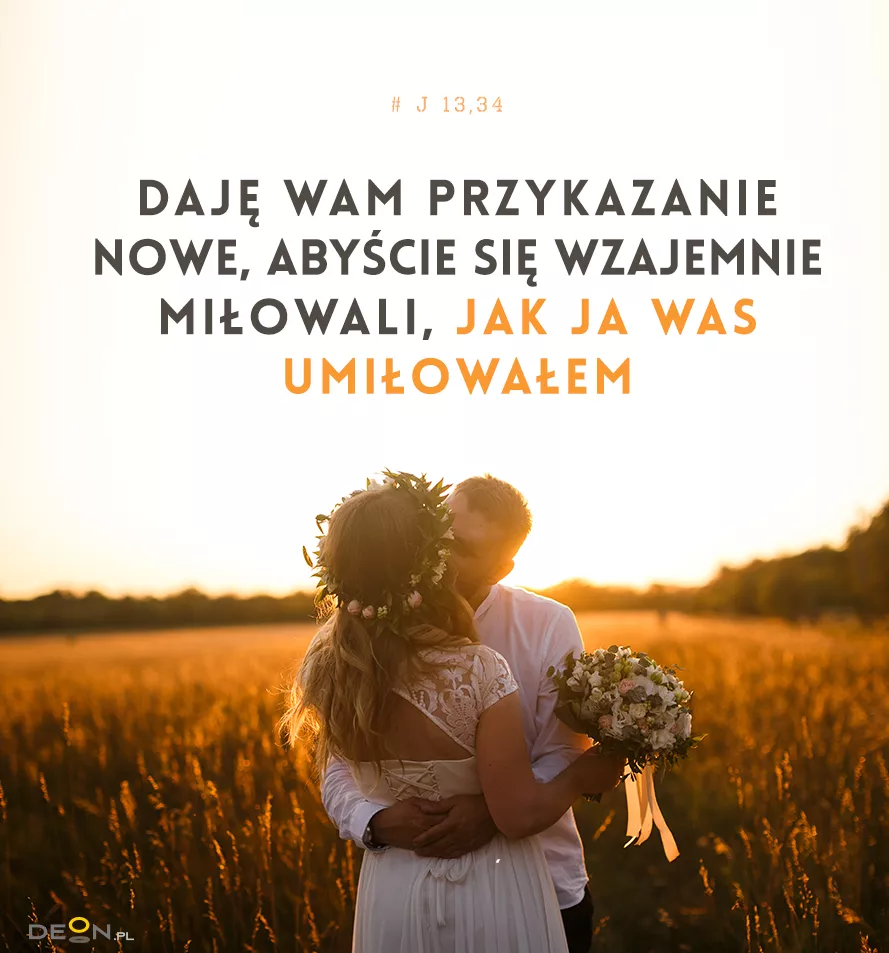 # J 13,34
DAJĘ WAM PRZYKAZANIE
NOWE, ABYŚCIE SIĘ WZAJEMNIE
MIŁOWALI, JAK JA WAS
UMIŁOWAŁEM
DEON.PL